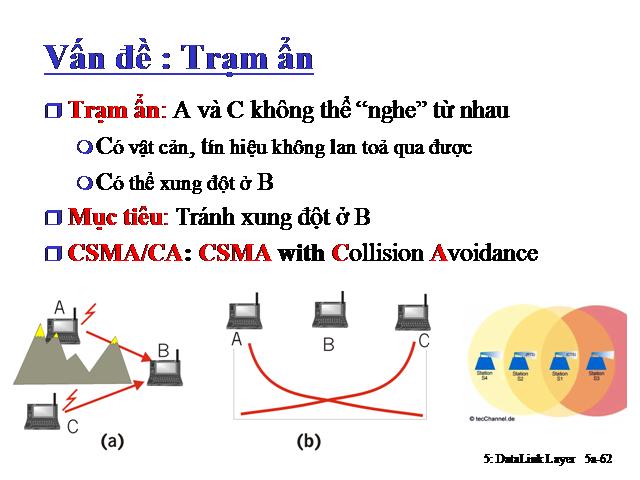 Vấn đề : Trạm ẩn
Trạm ẩn: A và C không thể “nghe” từ nhau
Có vật cản, tín hiệu không lan toả qua được
Có thể xung đột ở B
Mục tiêu: Tránh xung đột ở B
CSMA/CA: CSMA with Collision Avoidance
A
B
C
(a)
A
B
C
(b)
Station
S4
Station
S2
Station
S1
Station
S3
© tecChannel.de
5: DataLink Layer 5a-62